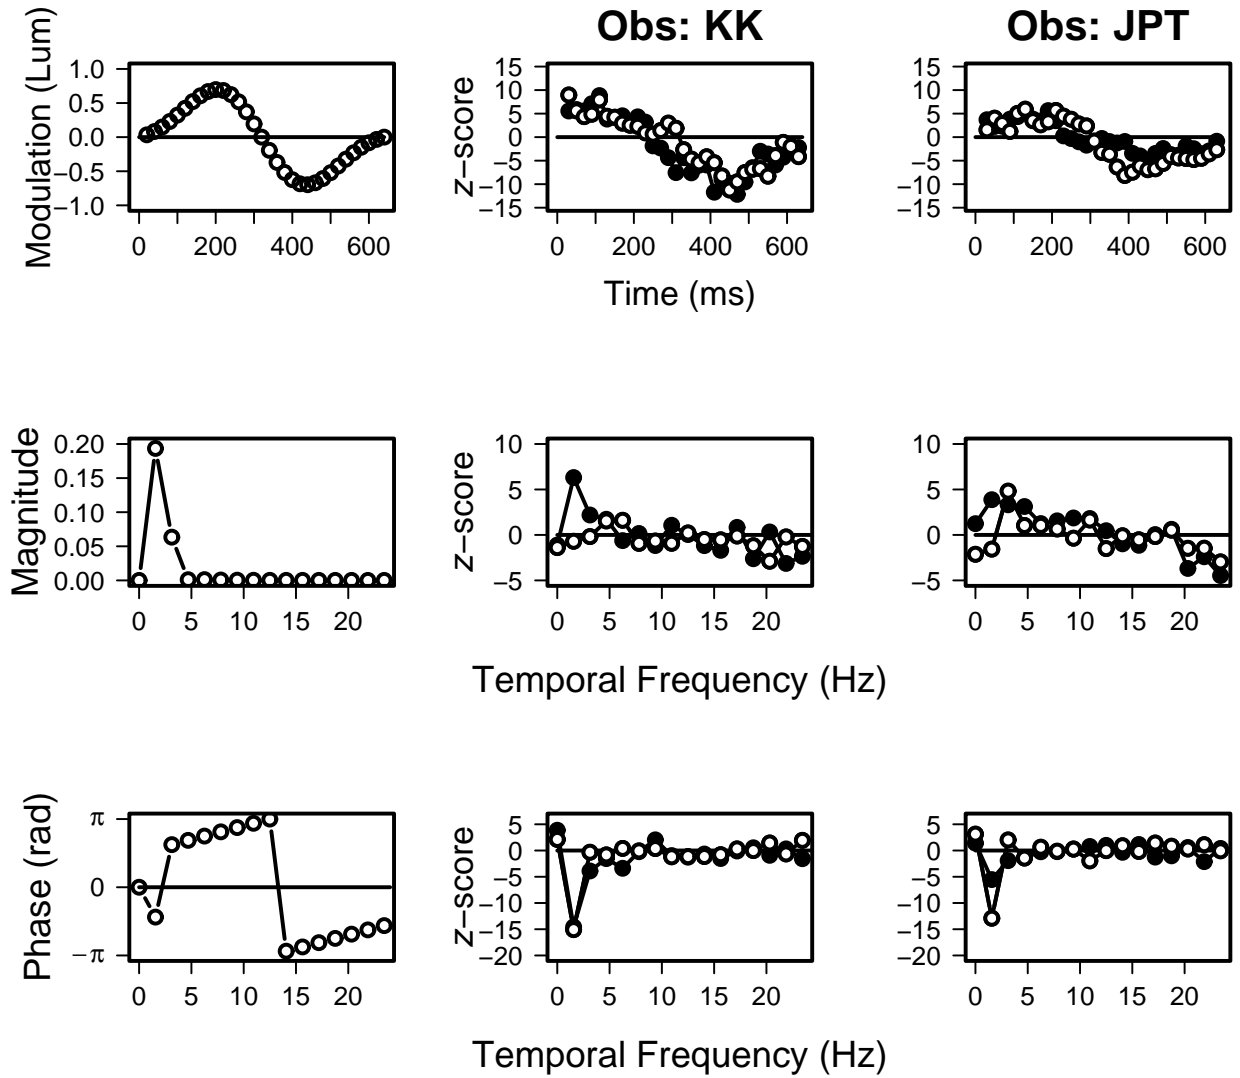 Obs: KK
Obs: JPT
Modulation (Lum)
1.0
0.5
0.0
−0.5
−1.0
0 200 400 600
z−score
15
10
5
0
−5
−10
−15
0 200 400 600
Time (ms)
15
10
5
0
−5
−10
−15
0 200 400 600
Magnitude
0.20
0.15
0.10
0.05
0.00
0 5 10 15 20
z−score
10
5
0
−5
0 5 10 15 20
10
5
0
−5
0 5 10 15 20
Temporal Frequency (Hz)
Phase (rad)
π
0
−π
0 5 10 15 20
z−score
5
0
−5
−10
−15
−20
0 5 10 15 20
5
0
−5
−10
−15
−20
0 5 10 15 20
Temporal Frequency (Hz)